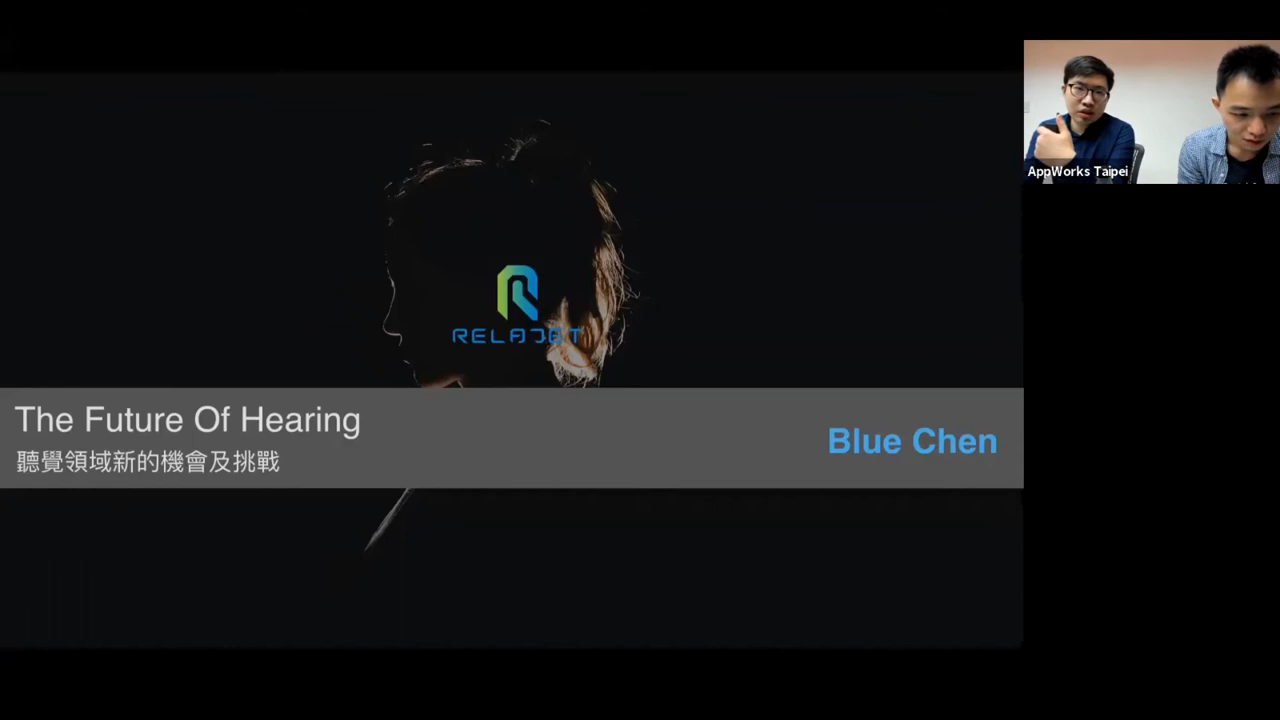 AppWorks Taipei
RELAJET
The Future Of Hearing
聽覺領域新的機會及挑戰
Blue Chen